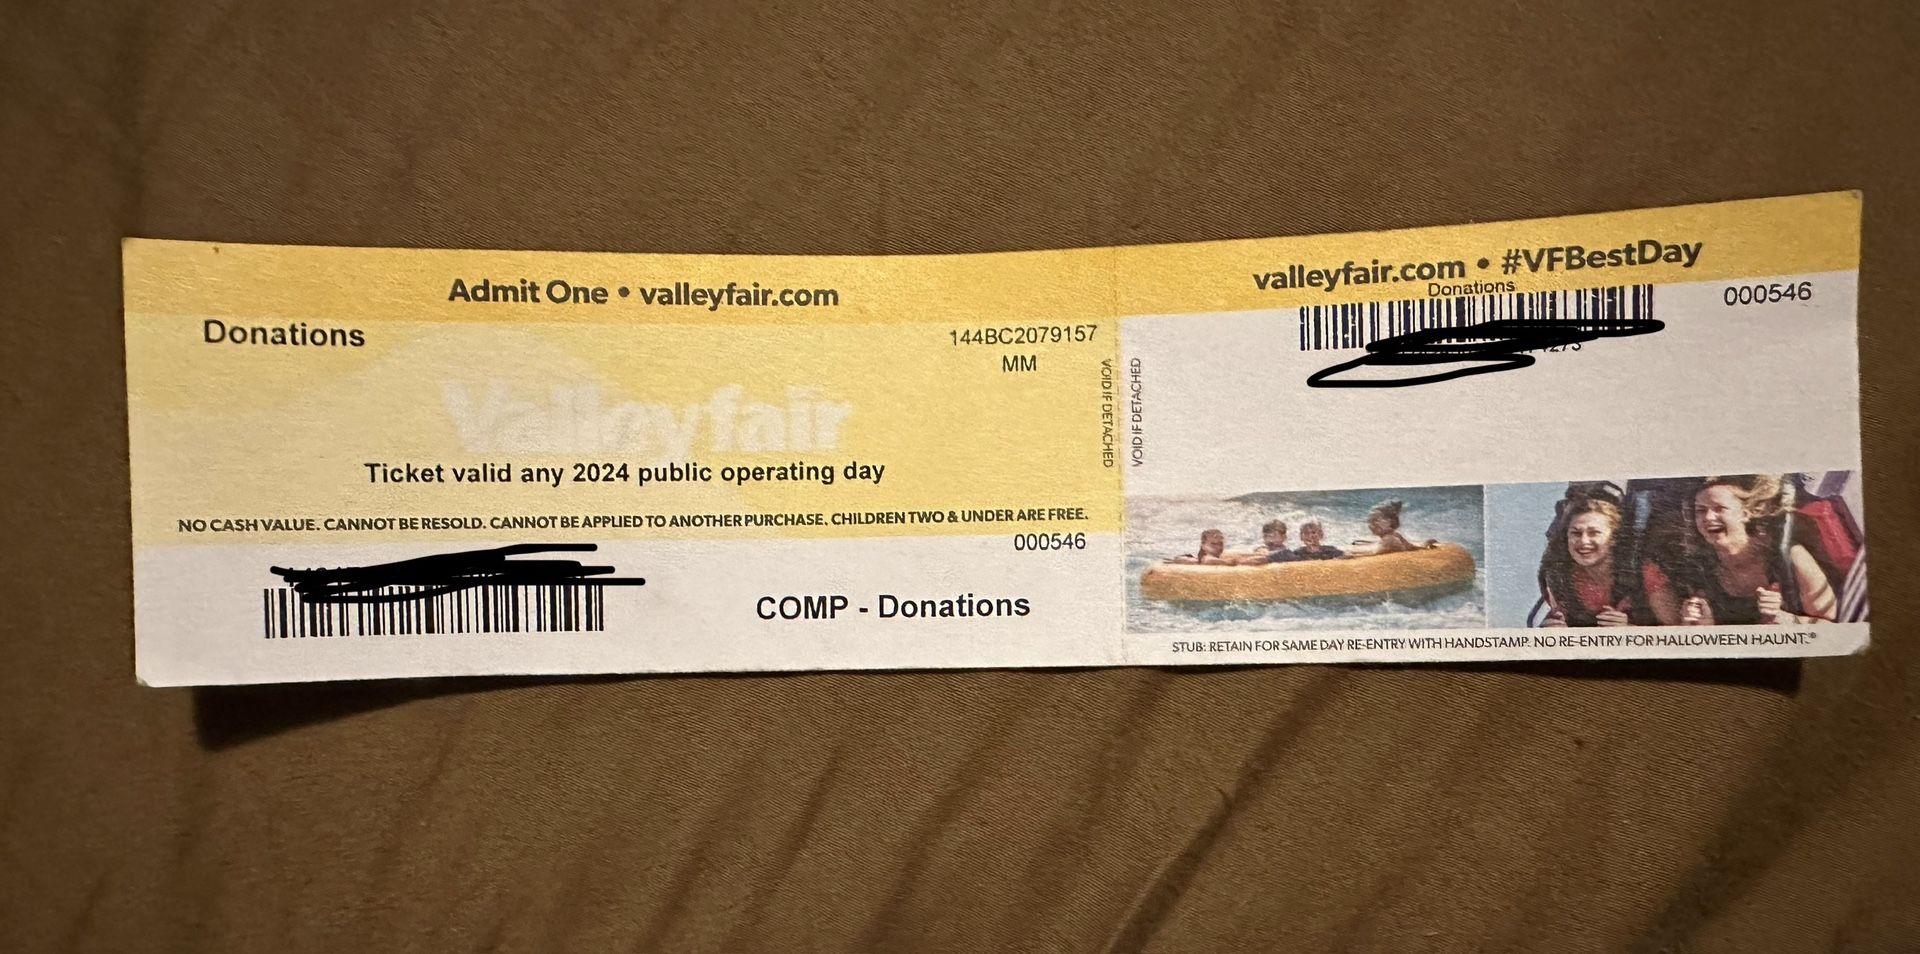 Admit One • valleyfair.com
Donations
144BC2079157
MM
Valleyfair
Ticket valid any 2024 public operating day
NO CASH VALUE. CANNOT BE RESOLD. CANNOT BE APPLIED TO ANOTHER PURCHASE. CHILDREN TWO & UNDER ARE FREE.
000546
COMP - Donations
VOID IF DETACHED
VOID IF DETACHED
valleyfair.com • #VFBestDay
Donations
000546
STUB: RETAIN FOR SAME DAY RE-ENTRY WITH HANDSTAMP. NO RE-ENTRY FOR HALLOWEEN HAUNT.®